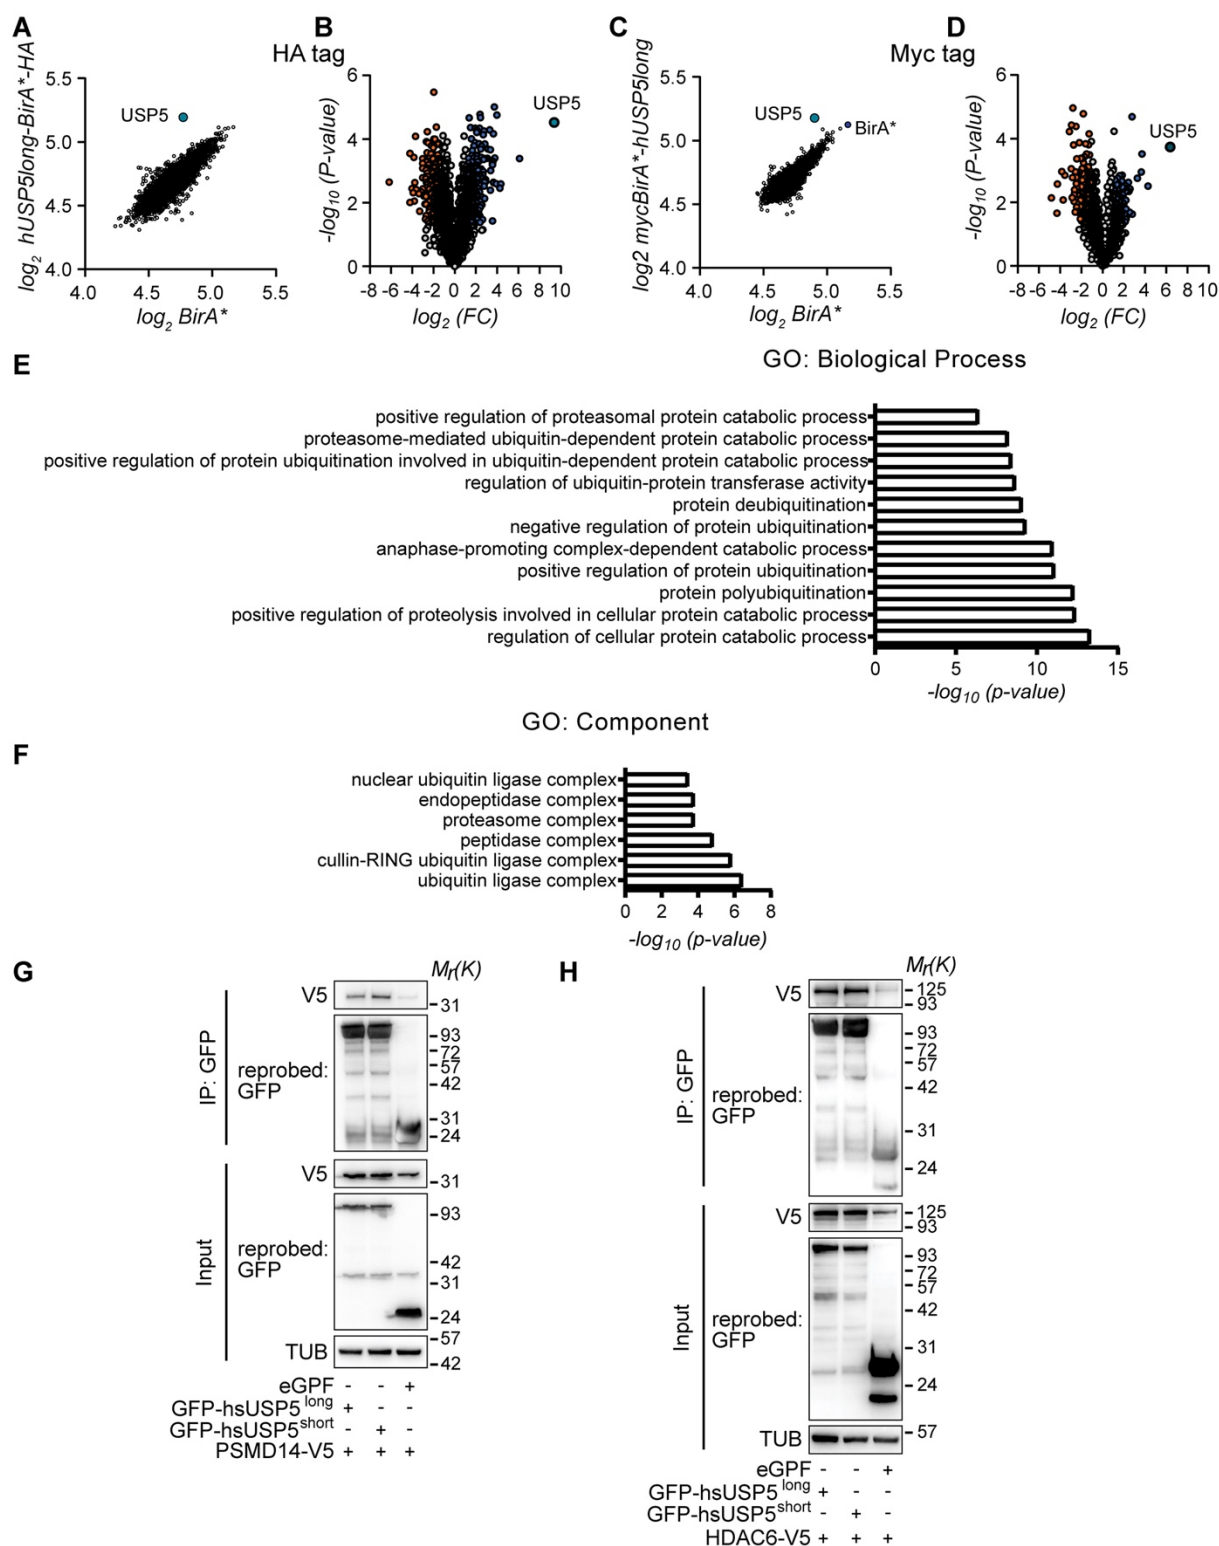 A
B
C
D
HA tag
Myc tag
log2 hUSP5long-BirA*-HA
5.5
5.0
4.5
4.0
USP5
4.0 4.5 5.0 5.5
log2 BirA*
-log10 (P-value)
6
4
2
0
USP5
-8 -6 -4 -2 0 2 4 6 8 10
log2 (FC)
log2 mycBirA*-hUSP5long
5.5
5.0
4.5
4.0
USP5
BirA*
4.0 4.5 5.0 5.5
log2 BirA*
-log10 (P-value)
6
4
2
0
USP5
-8 -6 -4 -2 0 2 4 6 8 10
log2 (FC)
E
GO: Biological Process
positive regulation of proteasomal protein catabolic process
proteasome-mediated ubiquitin-dependent protein catabolic process
positive regulation of protein ubiquitination involved in ubiquitin-dependent protein catabolic process
regulation of ubiquitin-protein transferase activity
protein deubiquitination
negative regulation of protein ubiquitination
anaphase-promoting complex-dependent catabolic process
positive regulation of protein ubiquitination
protein polyubiquitination
positive regulation of proteolysis involved in cellular protein catabolic process
regulation of cellular protein catabolic process
0 5 10 15
-log10 (p-value)
GO: Component
F
nuclear ubiquitin ligase complex
endopeptidase complex
proteasome complex
peptidase complex
cullin-RING ubiquitin ligase complex
ubiquitin ligase complex
0 2 4 6 8
-log10 (p-value)
G
Mr(K)
IP: GFP
V5
31
reprobed:
GFP
93
72
57
42
31
24
Input
V5
31
reprobed:
GFP
93
42
31
24
TUB
57
42
eGPF - - +
GFP-hsUSP5long + - -
GFP-hsUSP5short - + -
PSMD14-V5 + + +
H
Mr(K)
IP: GFP
V5
125
93
reprobed:
GFP
93
72
57
42
31
24
Input
V5
125
93
reprobed:
GFP
93
72
57
42
31
24
TUB
57
eGPF - - +
GFP-hsUSP5long + - -
GFP-hsUSP5short - + -
HDAC6-V5 + + +